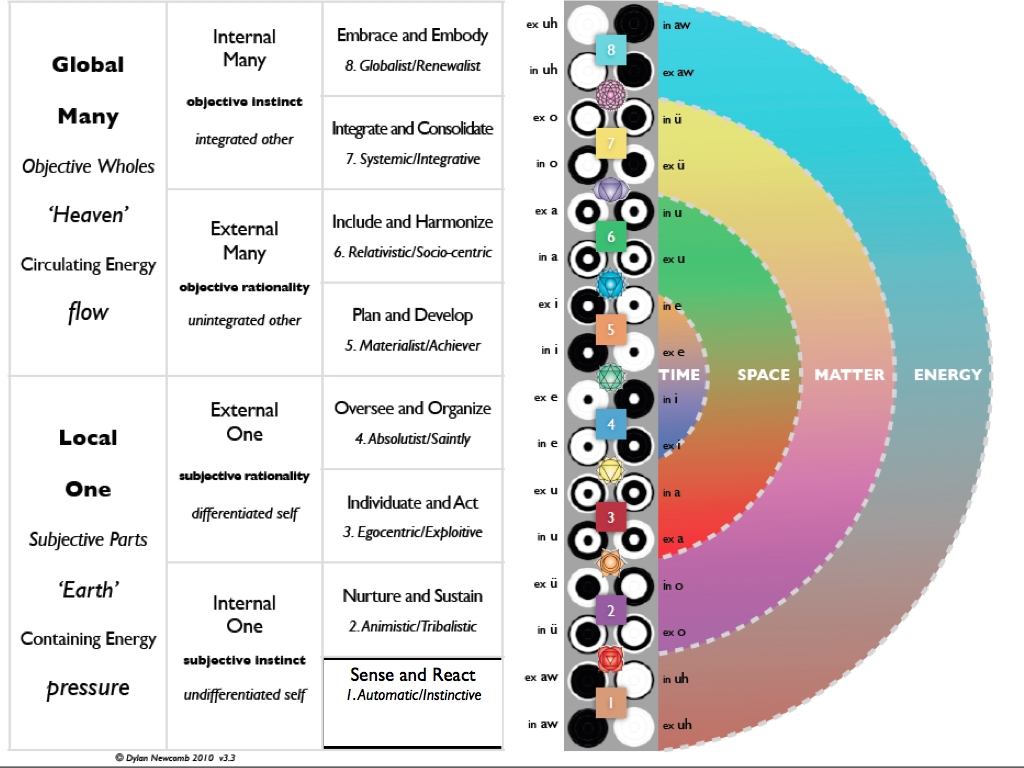 Global
Many
Objective Wholes
‘Heaven’
Circulating Energy
flow
Local
One
Subjective Parts
‘Earth’
Containing Energy
pressure
Internal
Many
objective instinct
integrated other
External
Many
objective rationality
unintegrated other
External
One
subjective rationality
differentiated self
Internal
One
subjective instinct
undifferentiated self
Embrace and Embody
8. Globalist/Renewalist
Integrate and Consolidate
7. Systemic/Integrative
Include and Harmonize
6. Relativistic/Socio-centric
Plan and Develop
5. Materialist/Achiever
Oversee and Organize
4. Absolutist/Saintly
Individuate and Act
3. Egocentric/Exploitive
Nurture and Sustain
2. Animistic/Tribalistic
Sense and React
1. Automatic/Instinctive
ex uh
in uh
ex o
in o
ex a
in a
ex i
in i
ex e
in e
ex u
in u
ex ü
in ü
ex aw
in aw
8
7
6
5
4
3
2
1
in aw
ex aw
in ü
ex ü
in u
ex u
in e
ex e
in i
ex i
in a
ex a
in o
ex o
in uh
ex uh
TIME SPACE MATTER ENERGY
© Dylan Newcomb 2010 v3.3